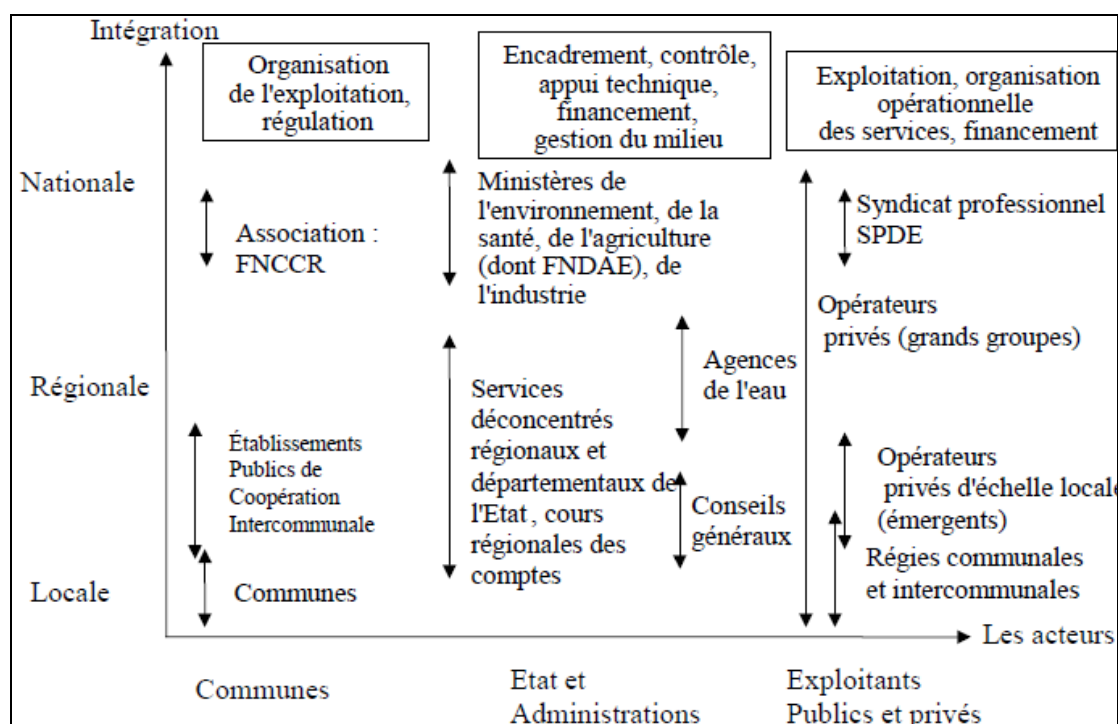 Intégration
Organisation
de l'exploitation,
régulation
Encadrement, contrôle,
appui technique,
financement,
gestion du milieu
Exploitation, organisation
opérationnelle
des services, financement
Nationale
Association :
FNCCR
Ministères de
l'environnement, de la
santé, de l'agriculture
(dont FNDAE), de
l'industrie
Syndicat professionnel
SPDE
Opérateurs
privés (grands groupes)
Régionale
Établissements
Publics de
Coopération
Intercommunale
Services
déconcentrés
régionaux et
départementaux de
l'Etat , cours
régionales des
comptes
Agences
de l'eau
Conseils
généraux
Opérateurs
privés d'échelle locale
(émergents)
Régies communales
et intercommunales
Locale
Communes
Les acteurs
Communes
Etat et
Administrations
Exploitants
Publics et privés